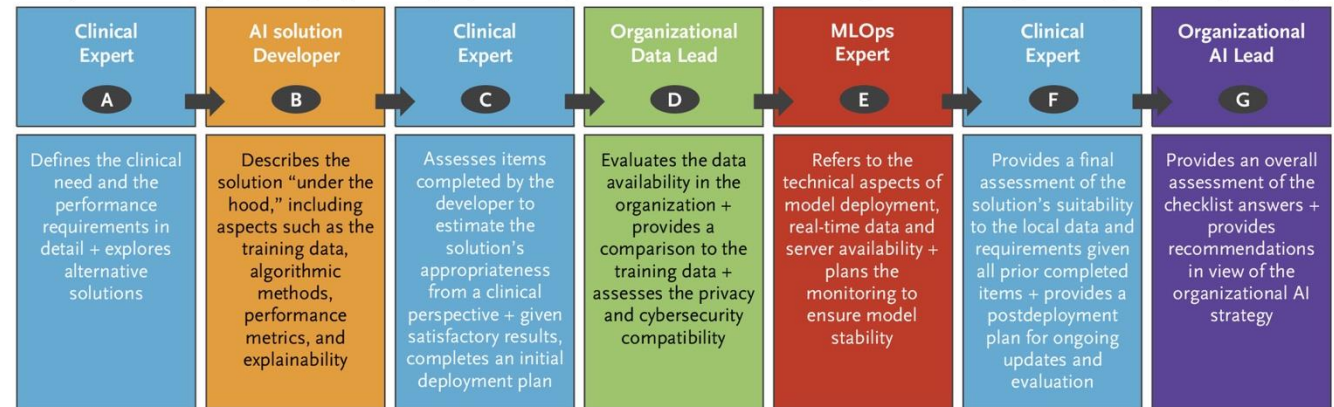 Clinical
Expert
A
AI solution
Developer
B
Clinical
Expert
C
Organizational
Data Lead
D
MLOps
Expert
E
Clinical
Expert
F
Organizational
AI Lead
G
Defines the clinical
need and the
performance
requirements in
detail + explores
alternative
solutions
Describes the
solution “under the
hood,” including
aspects such as the
training data,
algorithmic
methods,
performance
metrics, and
explainability
Assesses items
completed by the
developer to
estimate the
solution’s
appropriateness
from a clinical
perspective + given
satisfactory results,
completes an initial
deployment plan
Evaluates the data
availability in the
organization +
provides a
comparison to the
training data +
assesses the privacy
and cybersecurity
compatibility
Refers to the
technical aspects of
model deployment,
real-time data and
server availability +
plans the
monitoring to
ensure model
stability
Provides a final
assessment of the
solution’s suitability
to the local data and
requirements given
all prior completed
items + provides a
postdeployment
plan for ongoing
updates and
evaluation
Provides an overall
assessment of the
checklist answers +
provides
recommendations
in view of the
organizational AI
strategy